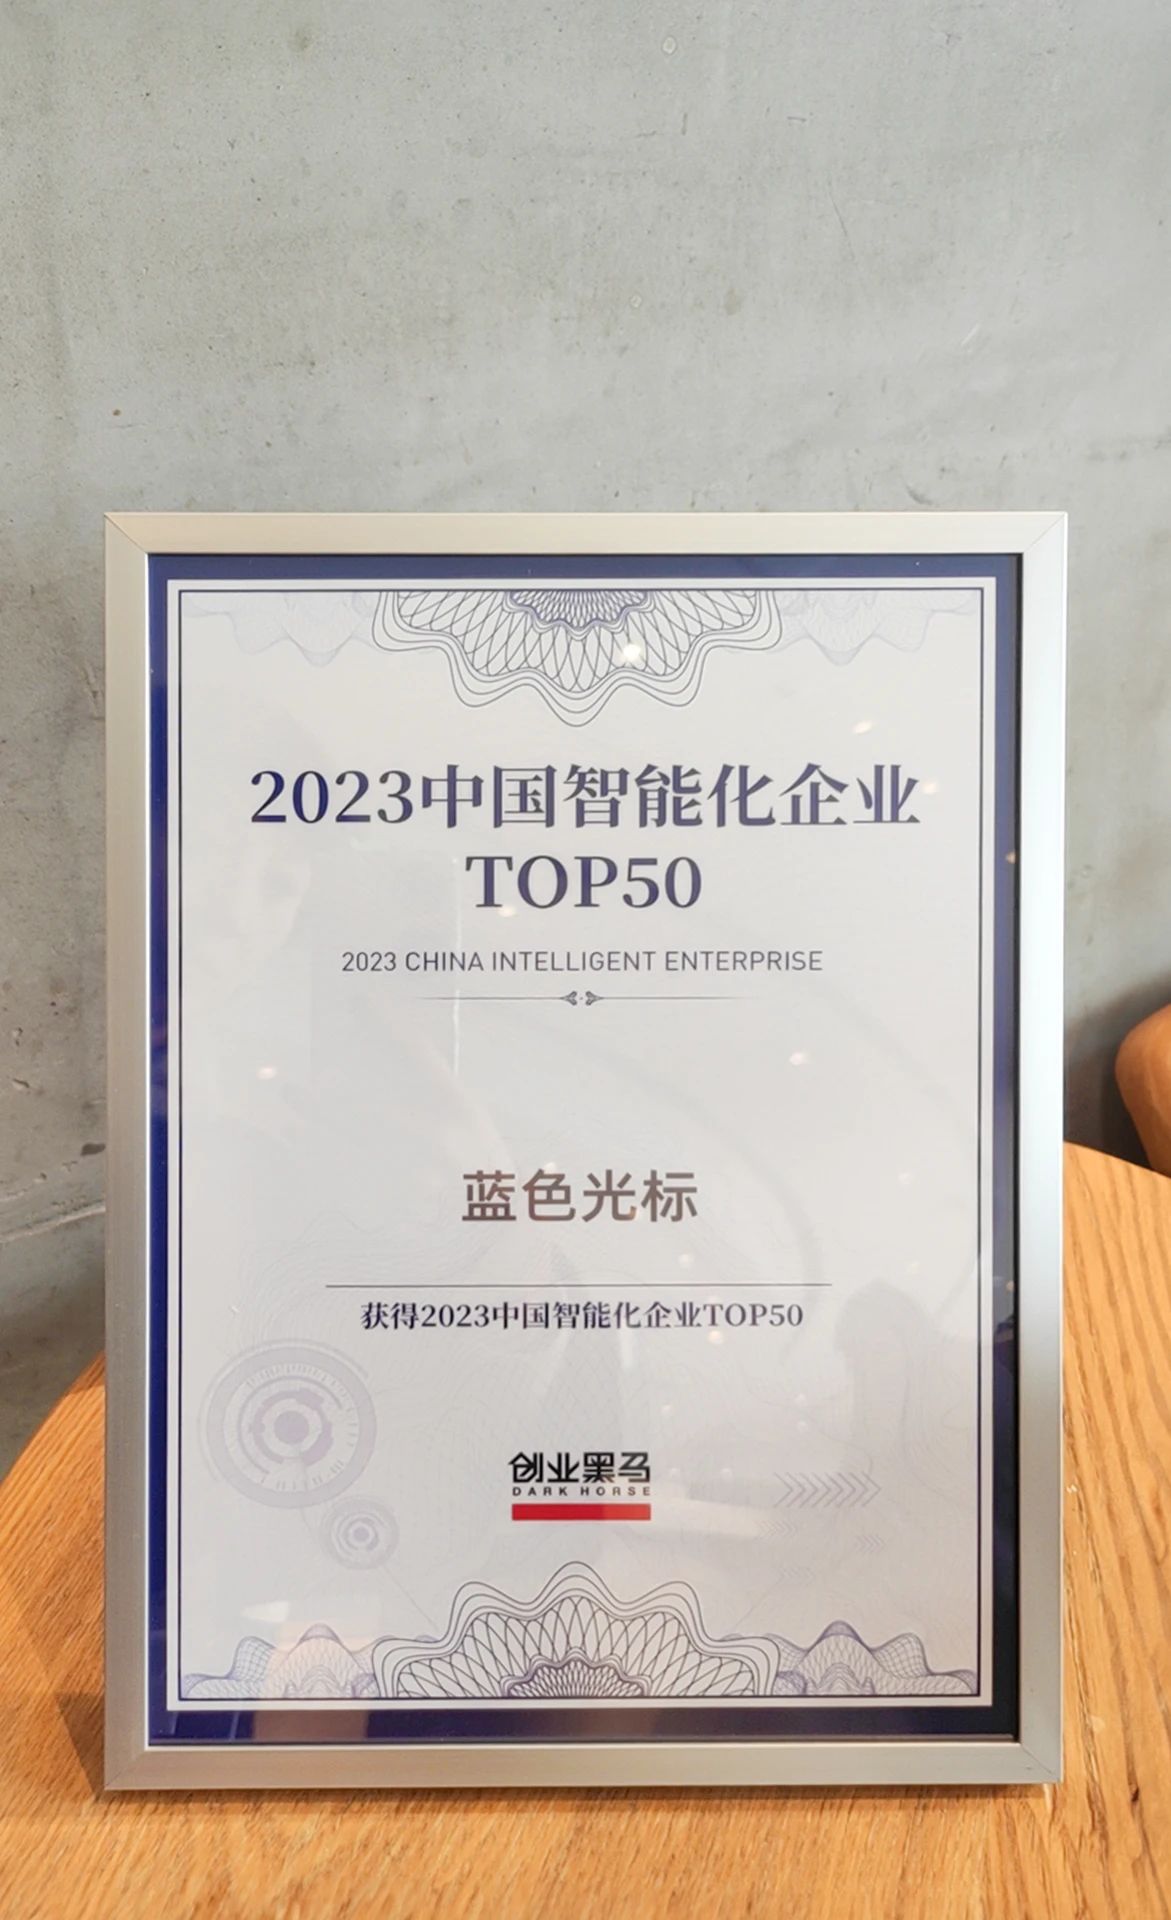 2023中国智能化企业
TOP50
2023 CHINA INTELLIGENT ENTERPRISE
蓝色光标
获得2023中国智能化企业TOP50
创业黑马
DARK HORSE